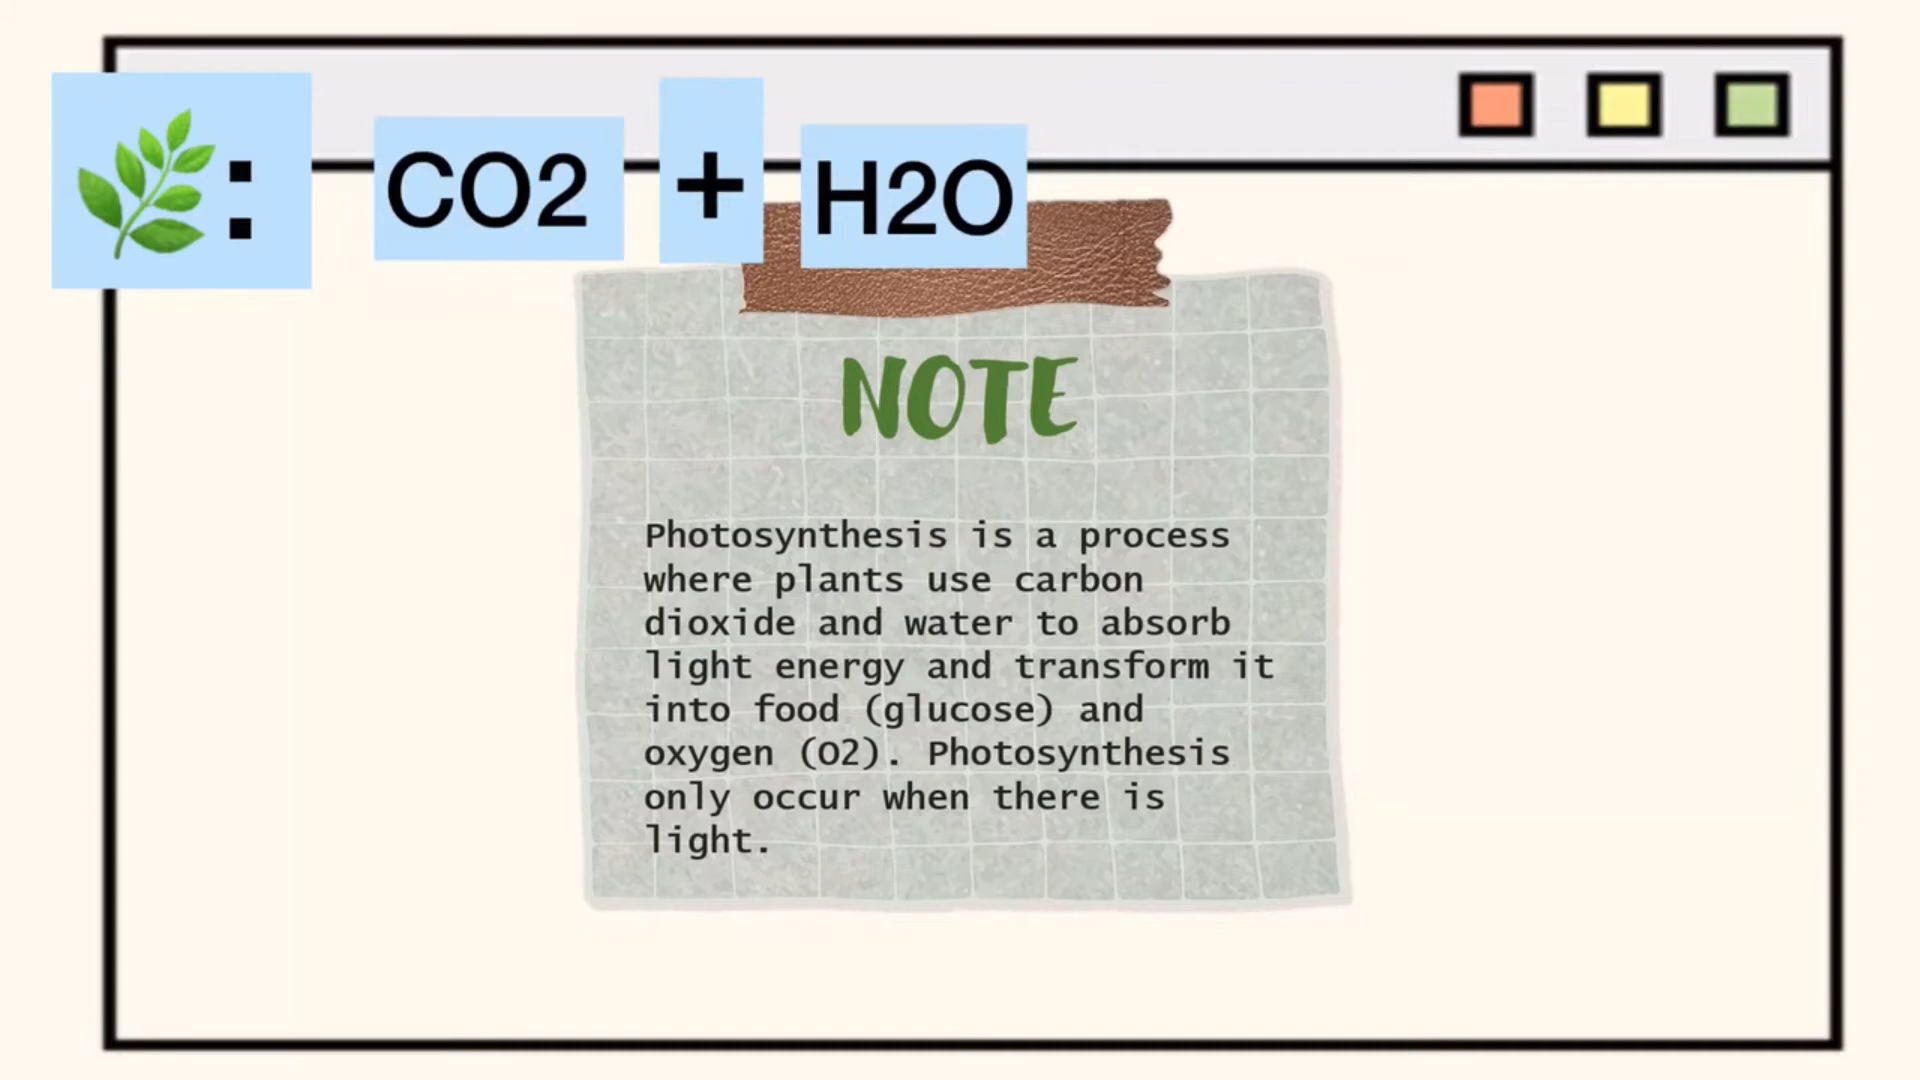 🌿: CO2 + H2O
NOTE
Photosynthesis is a process
where plants use carbon
dioxide and water to absorb
light energy and transform it
into food (glucose) and
oxygen (O2). Photosynthesis
only occur when there is
light.